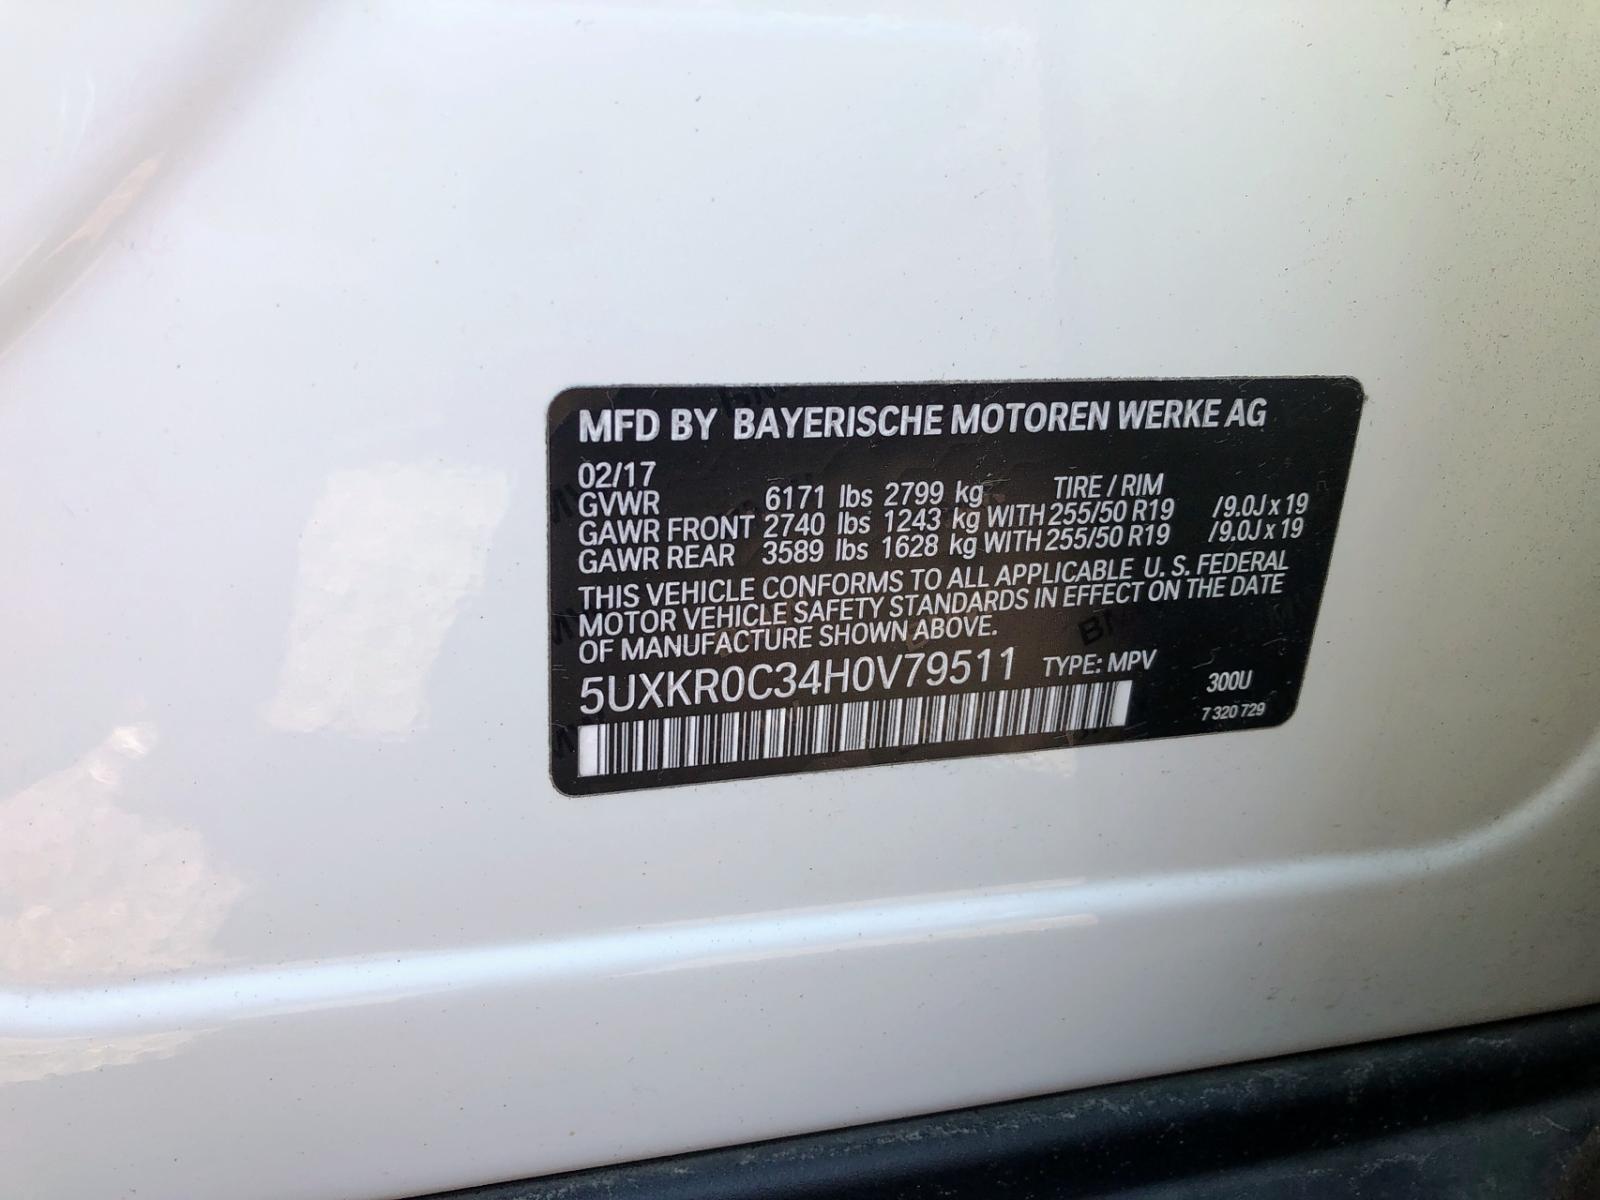 MFD BY BAYERISCHE MOTOREN WERKE AG
02/17
GVWR 6171 lbs 2799 kg TIRE / RIM
GAWR FRONT 2740 lbs 1243 kg WITH 255/50 R19 /9.0J x 19
GAWR REAR 3589 lbs 1628 kg WITH 255/50 R19 /9.0J x 19
THIS VEHICLE CONFORMS TO ALL APPLICABLE U. S. FEDERAL
MOTOR VEHICLE SAFETY STANDARDS IN EFFECT ON THE DATE
OF MANUFACTURE SHOWN ABOVE.
5UXKR0C34H0V79511 TYPE: MPV
300U
7 320 729